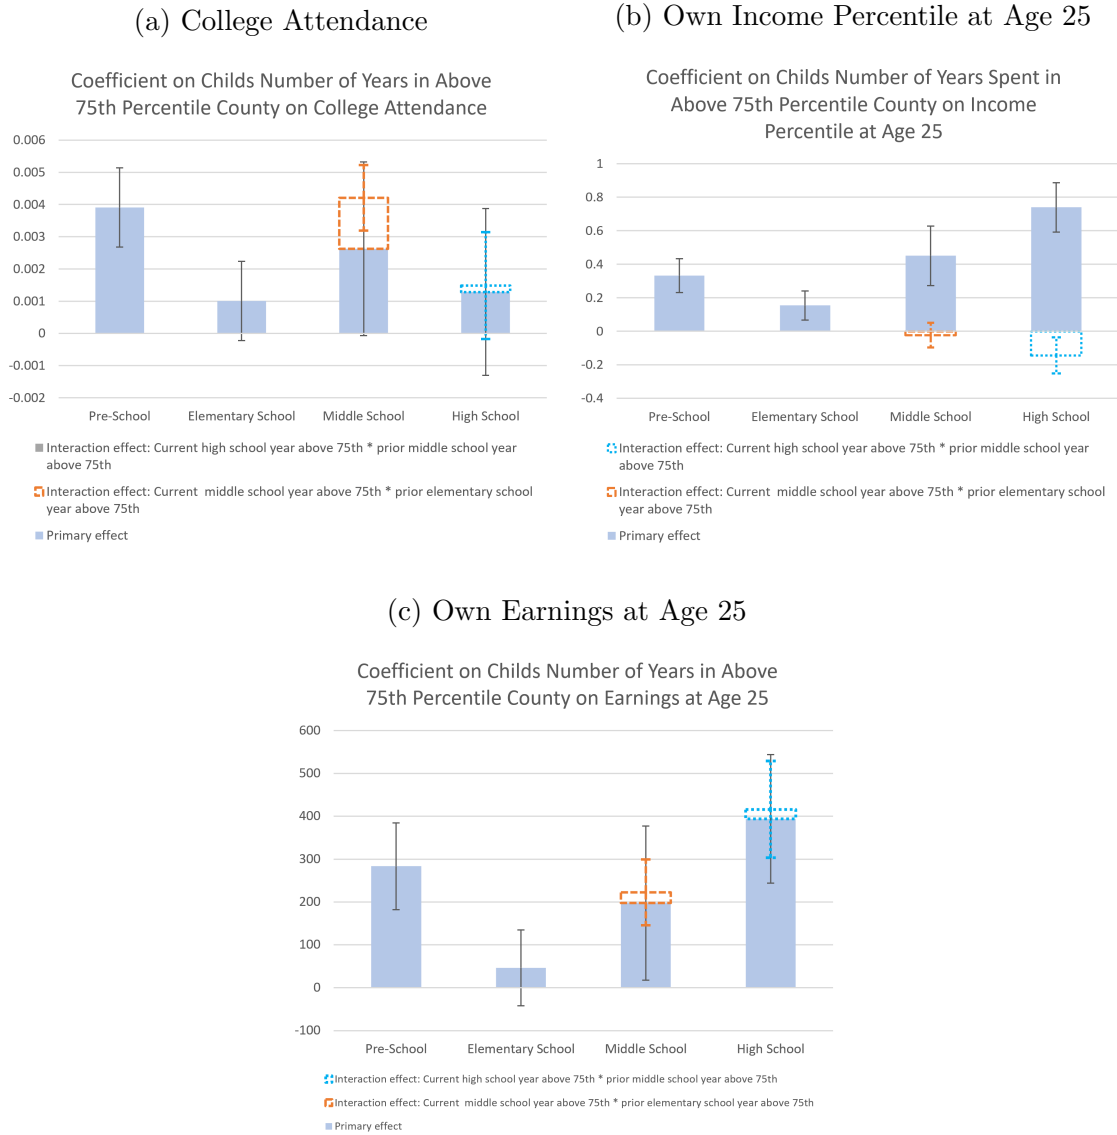 (a) College Attendance
Coefficient on Childs Number of Years in Above
75th Percentile County on College Attendance
0.006
0.005
0.004
0.003
0.002
0.001
0
-0.001
-0.002
Pre-School Elementary School Middle School High School
Interaction effect: Current high school year above 75th * prior middle school year
above 75th
Interaction effect: Current  middle school year above 75th * prior elementary school
year above 75th
Primary effect
(b) Own Income Percentile at Age 25
Coefficient on Childs Number of Years Spent in
Above 75th Percentile County on Income
Percentile at Age 25
1
0.8
0.6
0.4
0.2
0
-0.2
-0.4
Pre-School Elementary School Middle School High School
Interaction effect: Current high school year above 75th * prior middle school year
above 75th
Interaction effect: Current  middle school year above 75th * prior elementary school
year above 75th
Primary effect
(c) Own Earnings at Age 25
Coefficient on Childs Number of Years in Above
75th Percentile County on Earnings at Age 25
600
500
400
300
200
100
0
-100
Pre-School Elementary School Middle School High School
Interaction effect: Current high school year above 75th * prior middle school year above 75th
Interaction effect: Current  middle school year above 75th * prior elementary school year above 75th
Primary effect